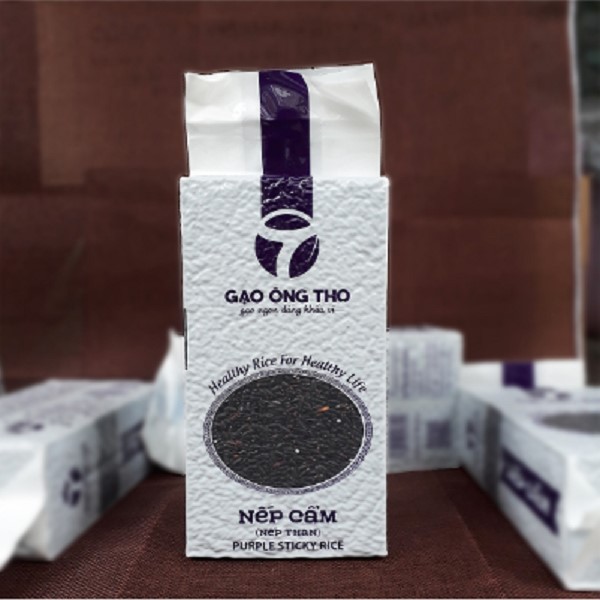 GẠO ÔNG THO
gạo ngon đúng khẩu vị
Healthy Rice For Healthy Life
NẾP CẨM
(NẾP THAN)
PURPLE STICKY RICE